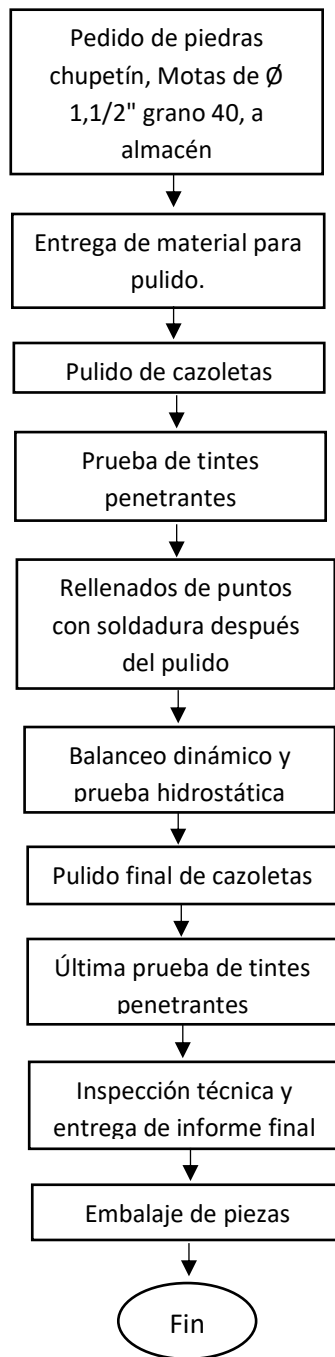 Pedido de piedras
chupetín, Motas de Ø
1,1/2" grano 40, a
almacén
Entrega de material para
pulido.
Pulido de cazoletas
Prueba de tintes
penetrantes
Rellenados de puntos
con soldadura después
del pulido
Balanceo dinámico y
prueba hidrostática
Pulido final de cazoletas
Última prueba de tintes
penetrantes
Inspección técnica y
entrega de informe final
Embalaje de piezas
Fin